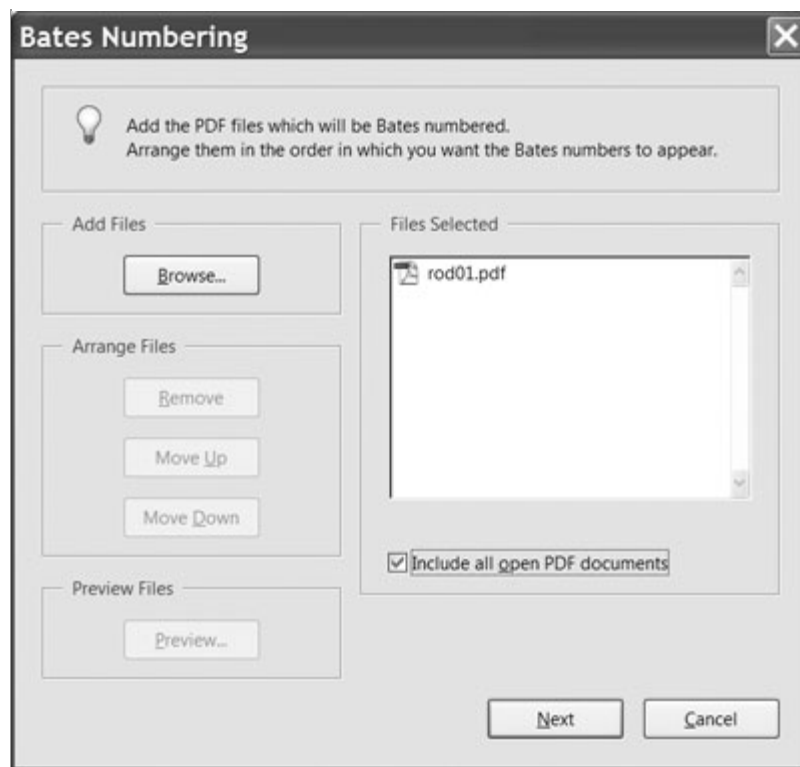 Bates Numbering
Add the PDF files which will be Bates numbered.
Arrange them in the order in which you want the Bates numbers to appear.
Add Files
Browse...
Arrange Files
Remove
Move Up
Move Down
Preview Files
Preview...
Files Selected
rod01.pdf
Include all open PDF documents
Next
Cancel